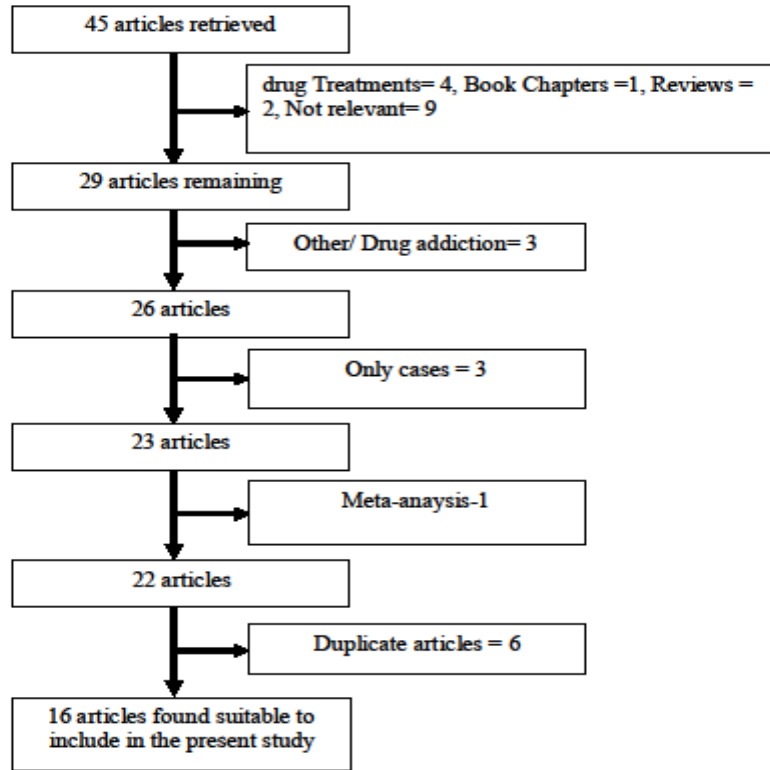 45 articles retrieved
drug Treatments= 4, Book Chapters =1, Reviews =
2, Not relevant= 9
29 articles remaining
Other/ Drug addiction= 3
26 articles
Only cases = 3
23 articles
Meta-anaysis-1
22 articles
Duplicate articles = 6
16 articles found suitable to
include in the present study